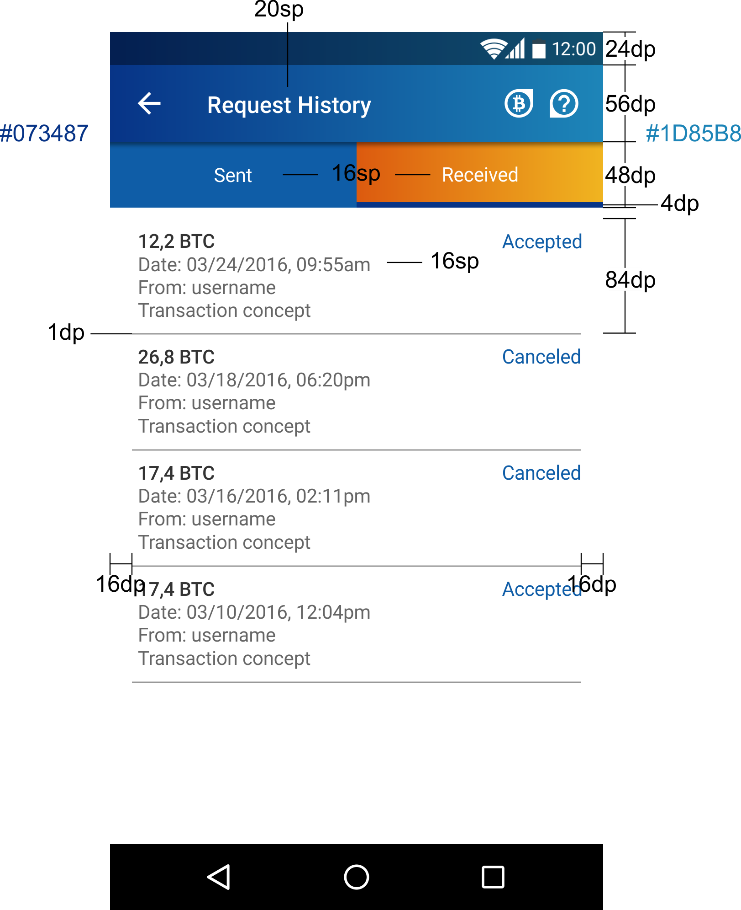 20sp
12:00
24dp
Request History
56dp
#073487
#1D85B8
Sent
16sp
Received
48dp
4dp
12,2 BTC
Accepted
Date: 03/24/2016, 09:55am
16sp
From: username
84dp
Transaction concept
1dp
26,8 BTC
Canceled
Date: 03/18/2016, 06:20pm
From: username
Transaction concept
17,4 BTC
Canceled
Date: 03/16/2016, 02:11pm
From: username
Transaction concept
16dp
16dp
17,4 BTC
Accepted
Date: 03/10/2016, 12:04pm
From: username
Transaction concept